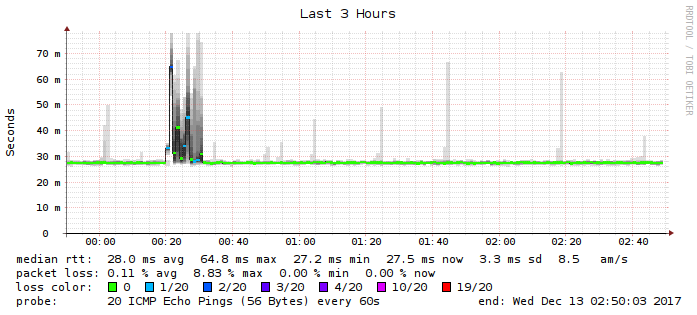 Last 3 Hours
RRDTOOL / TOBI OETIKER
Seconds
70 m
60 m
50 m
40 m
30 m
20 m
10 m
0
00:00 00:20 00:40 01:00 01:20 01:40 02:00 02:20 02:40
median rtt: 28.0 ms avg 64.8 ms max 27.2 ms min 27.5 ms now 3.3 ms sd 8.5 am/s
packet loss: 0.11 % avg 8.83 % max 0.00 % min 0.00 % now
loss color: 0 1/20 2/20 3/20 4/20 10/20 19/20
probe: 20 ICMP Echo Pings (56 Bytes) every 60s end: Wed Dec 13 02:50:03 2017